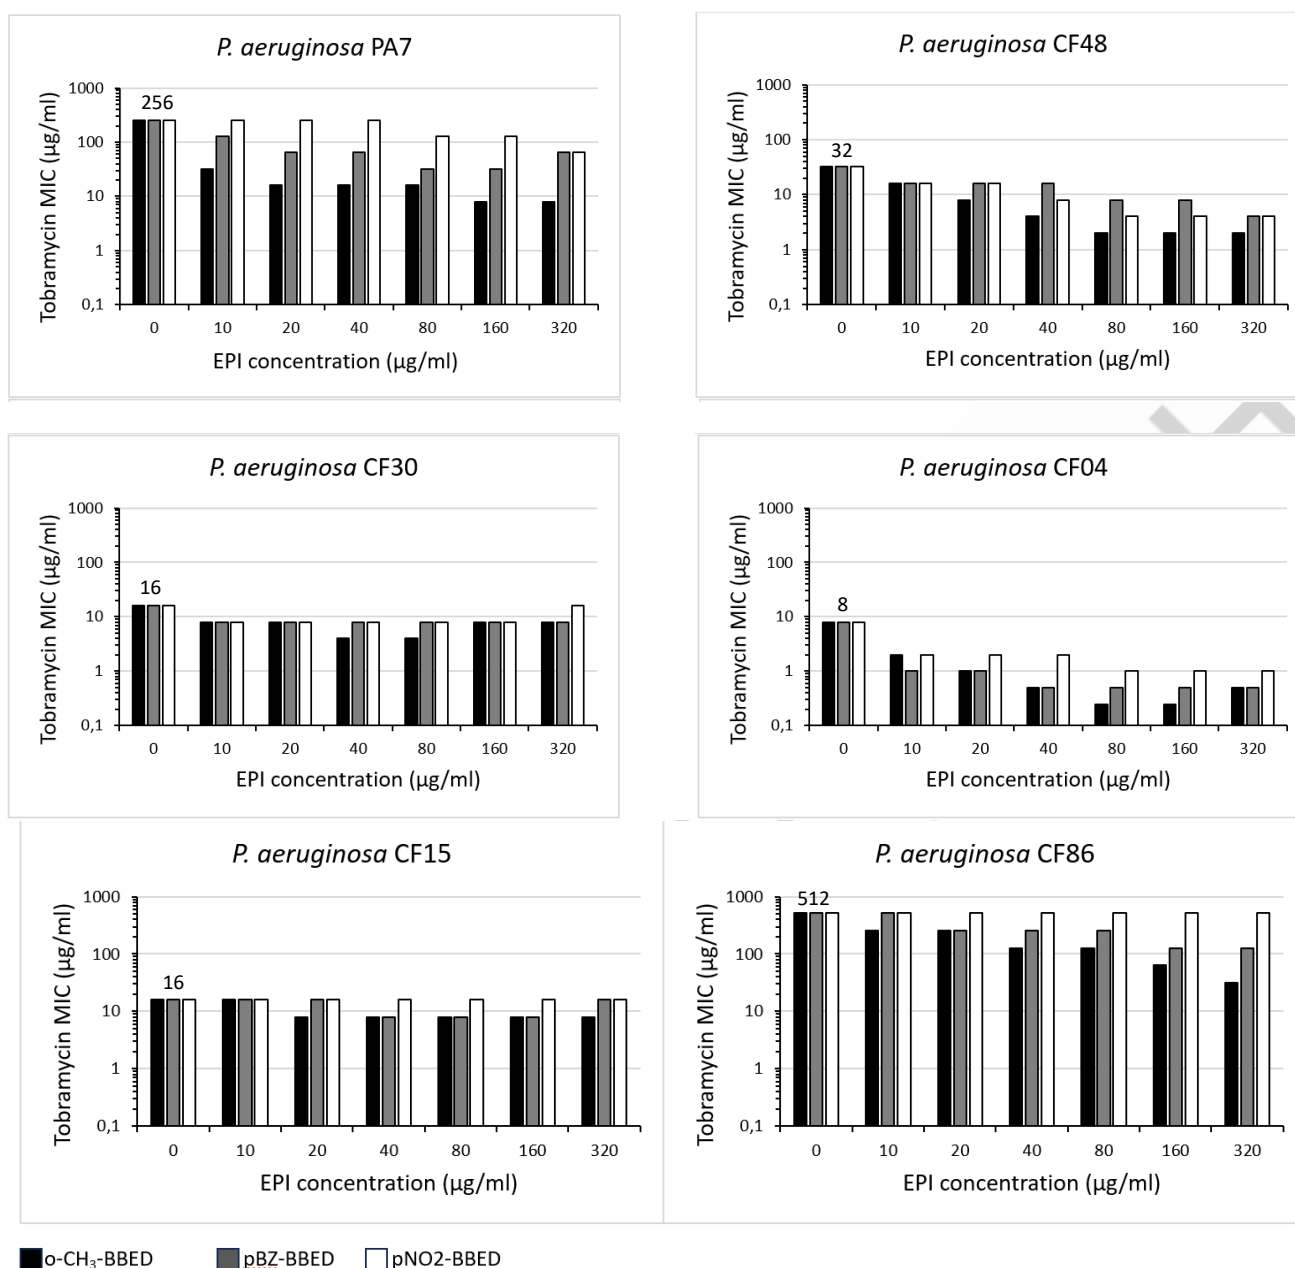 P. aeruginosa PA7
Tobramycin MIC (µg/ml)
1000
100
10
1
0,1
256
0 10 20 40 80 160 320
EPI concentration (µg/ml)
P. aeruginosa CF48
Tobramycin MIC (µg/ml)
1000
100
10
1
0,1
32
0 10 20 40 80 160 320
EPI concentration (µg/ml)
P. aeruginosa CF30
Tobramycin MIC (µg/ml)
1000
100
10
1
0,1
16
0 10 20 40 80 160 320
EPI concentration (µg/ml)
P. aeruginosa CF04
Tobramycin MIC (µg/ml)
1000
100
10
1
0,1
8
0 10 20 40 80 160 320
EPI concentration (µg/ml)
P. aeruginosa CF15
Tobramycin MIC (µg/ml)
1000
100
10
1
0,1
16
0 10 20 40 80 160 320
EPI concentration (µg/ml)
P. aeruginosa CF86
Tobramycin MIC (µg/ml)
1000
100
10
1
0,1
512
0 10 20 40 80 160 320
EPI concentration (µg/ml)
o-CH₃-BBED pBZ-BBED pNO2-BBED